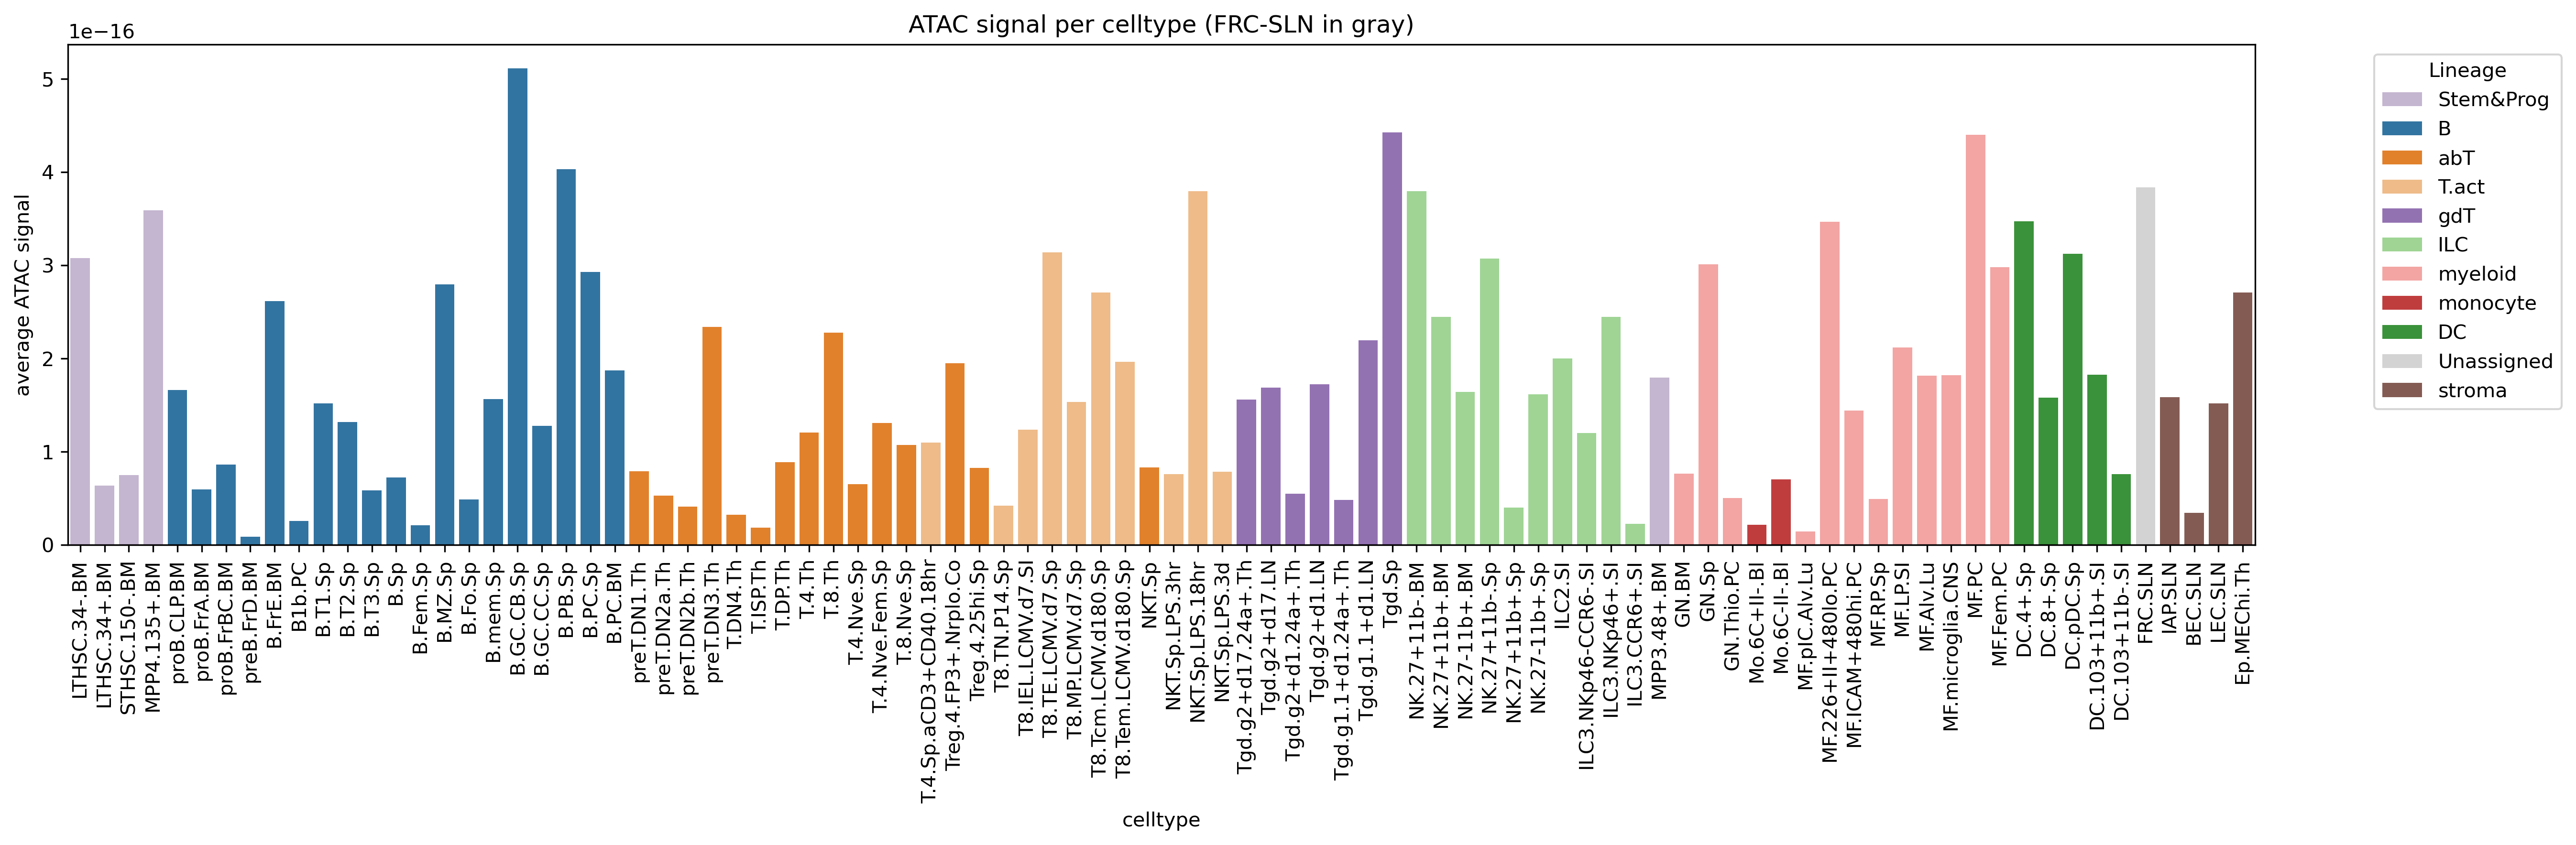 ATAC signal per celltype (FRC-SLN in gray)
1e−16
5
4
3
2
1
0
average ATAC signal
LTHSC.34-.BM
LTHSC.34+.BM
STHSC.150-.BM
MPP4.135+.BM
proB.CLP.BM
proB.FrA.BM
proB.FrBC.BM
preB.FrD.BM
B.FrE.BM
B1b.PC
B.T1.Sp
B.T2.Sp
B.T3.Sp
B.Sp
B.Fem.Sp
B.MZ.Sp
B.Fo.Sp
B.mem.Sp
B.GC.CB.Sp
B.GC.CC.Sp
B.PB.Sp
B.PC.Sp
B.PC.BM
preT.DN1.Th
preT.DN2a.Th
preT.DN2b.Th
preT.DN3.Th
T.DN4.Th
T.ISP.Th
T.DP.Th
T.4.Th
T.8.Th
T.4.Nve.Sp
T.4.Nve.Fem.Sp
T.8.Nve.Sp
T.4.Sp.aCD3+CD40.18hr
Treg.4.FP3+.Nrplo.Co
Treg.4.25hi.Sp
T8.TN.P14.Sp
T8.IEL.LCMV.d7.SI
T8.TE.LCMV.d7.Sp
T8.MP.LCMV.d7.Sp
T8.Tcm.LCMV.d180.Sp
T8.Tem.LCMV.d180.Sp
NKT.Sp
NKT.Sp.LPS.3hr
NKT.Sp.LPS.18hr
NKT.Sp.LPS.3d
Tgd.g2+d17.24a+.Th
Tgd.g2+d17.LN
Tgd.g2+d1.24a+.Th
Tgd.g2+d1.LN
Tgd.g1.1+d1.24a+.Th
Tgd.g1.1+d1.LN
Tgd.Sp
NK.27+11b-.BM
NK.27+11b+.BM
NK.27-11b+.BM
NK.27+11b-.Sp
NK.27+11b+.Sp
NK.27-11b+.Sp
ILC2.SI
ILC3.NKp46-CCR6-.SI
ILC3.NKp46+.SI
ILC3.CCR6+.SI
MPP3.48+.BM
GN.BM
GN.Sp
GN.Thio.PC
Mo.6C+II-.Bl
Mo.6C-II-.Bl
MF.pIC.Alv.Lu
MF.226+II+480lo.PC
MF.ICAM+480hi.PC
MF.RP.Sp
MF.LP.SI
MF.Alv.Lu
MF.microglia.CNS
MF.PC
MF.Fem.PC
DC.4+.Sp
DC.8+.Sp
DC.pDC.Sp
DC.103+11b+.SI
DC.103+11b-.SI
FRC.SLN
IAP.SLN
BEC.SLN
LEC.SLN
Ep.MEChi.Th
celltype
Lineage
Stem&Prog
B
abT
T.act
gdT
ILC
myeloid
monocyte
DC
Unassigned
stroma